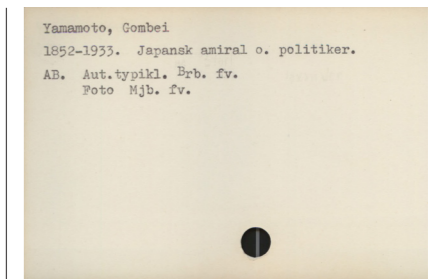 Yamamoto, Gombei
1852-1933. Japansk amiral o. politiker.
AB. Aut.typikl. Brb. fv.
Foto Mjb. fv.